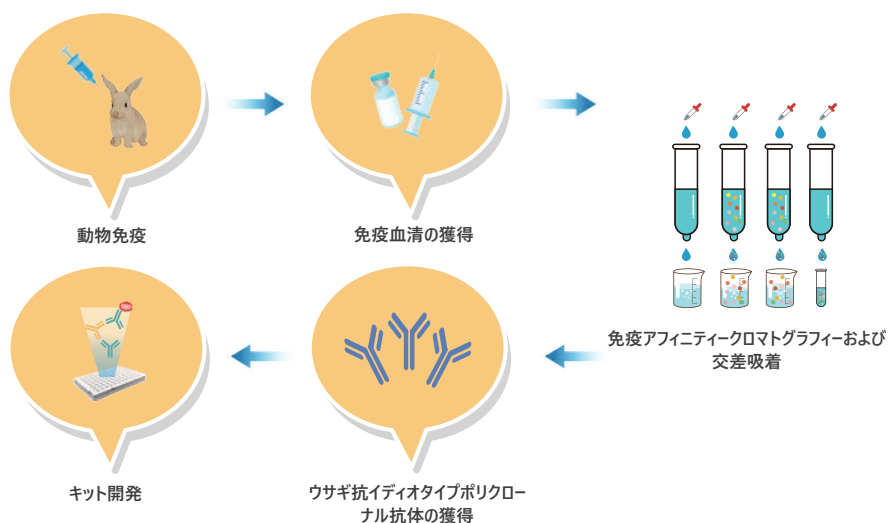 動物免疫
免疫血清の獲得
免疫アフィニティークロマトグラフィーおよび
交差吸着
ウサギ抗イディオタイプポリクロー
ナル抗体の獲得
キット開発